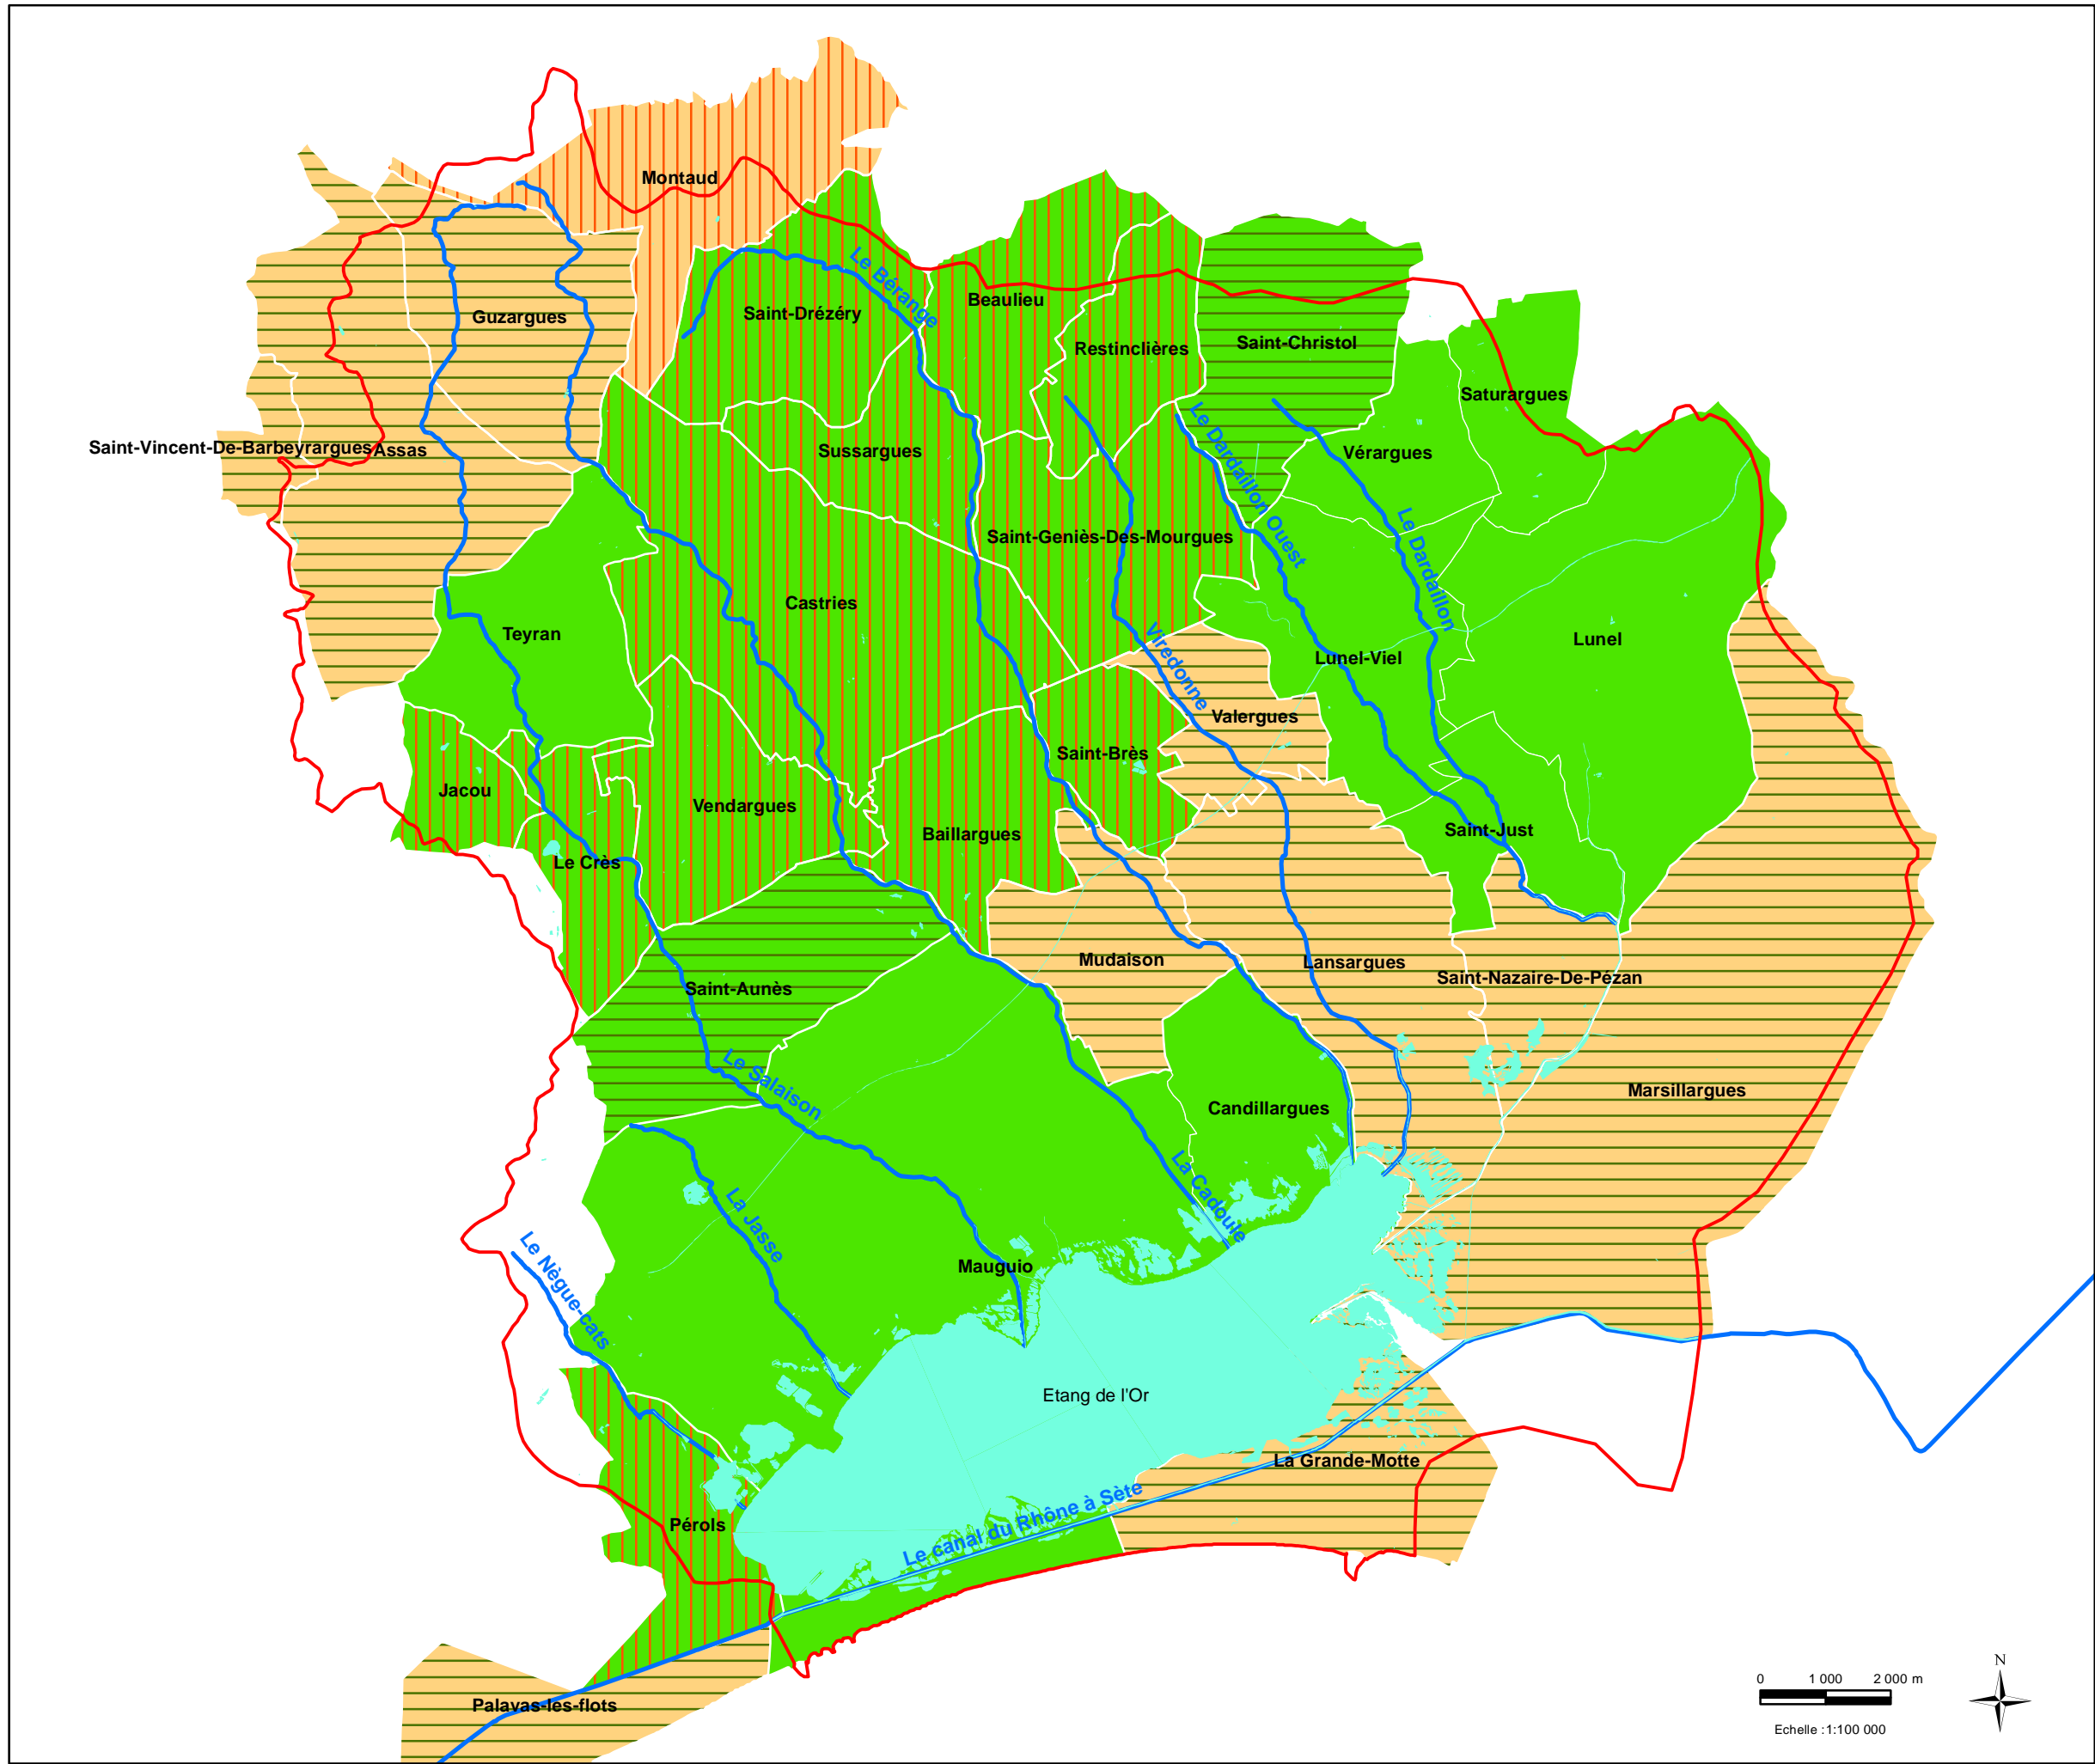 Montaud
Le Bérange
Beaulieu
Saint-Drézéry
Guzargues
Restinclières
Saint-Christol
Saturargues
Saint-Vincent-De-Barbeyrargues
Assas
Sussargues
Le Dardaillon Ouest
Vérargues
Le Dardaillon
Saint-Geniès-Des-Mourgues
Castries
Teyran
Viredonne
Lunel-Viel
Lunel
Valergues
Saint-Brès
Jacou
Vendargues
Baillargues
Saint-Just
Le Crès
Mudaison
Lansargues
Saint-Nazaire-De-Pézan
Saint-Aunès
Le Salaison
Marsillargues
Candillargues
La Jasse
La Cadoule
Le Nègue-cats
Mauguio
Etang de l'Or
La Grande-Motte
Le canal du Rhône à Sète
Pérols
Palavas-les-flots
N
0 1 000 2 000 m
Echelle :1:100 000